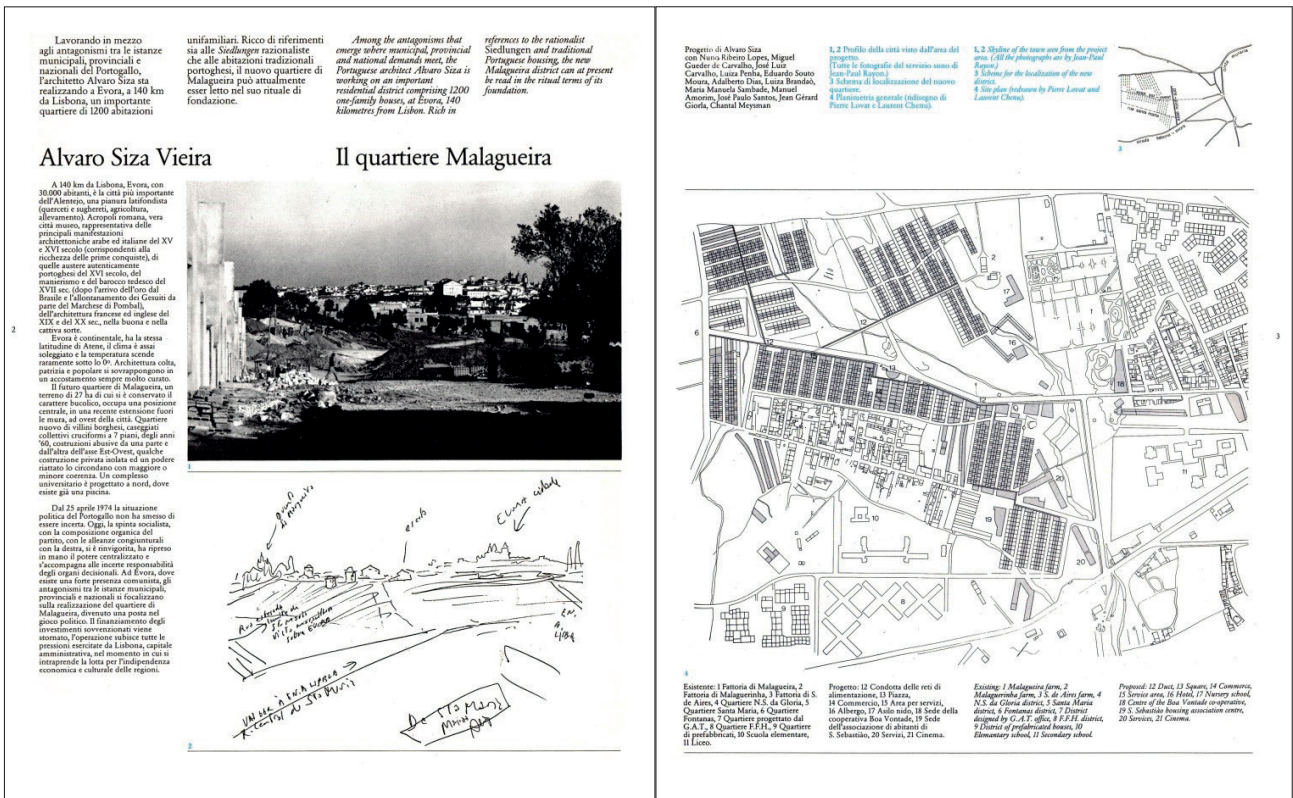 Lavorando in mezzo
agli antagonismi tra le istanze
municipali, provinciali e
nazionali del Portogallo,
l'architetto Alvaro Siza sta
realizzando a Evora, a 140 km
da Lisbona, un importante
quartiere di 1200 abitazioni
unifamiliari. Ricco di riferimenti
sia alle Siedlungen razionaliste
che alle abitazioni tradizionali
portoghesi, il nuovo quartiere di
Malagueira può attualmente
esser letto nel suo rituale di
fondazione.
Among the antagonisms that
emerge where municipal, provincial
and national demands meet, the
Portuguese architect Alvaro Siza is
working on an important
residential district comprising 1200
one-family houses, at Evora, 140
kilometres from Lisbon. Rich in
references to the rationalist
Siedlungen and traditional
Portuguese housing, the new
Malagueira district can at present
be read in the ritual terms of its
foundation.
Alvaro Siza Vieira
Il quartiere Malagueira
A 140 km da Lisbona, Evora, con
30.000 abitanti, è la città più importante
dell'Alentejo, una pianura latifondista
(querceti e sughereti, agricoltura,
allevamento). Acropoli romana, vera
città museo, rappresentativa delle
principali manifestazioni
architettoniche arabe ed italiane del XV
e XVI secolo (corrispondenti alla
ricchezza delle prime conquiste), di
quelle austere autenticamente
portoghesi del XVI secolo, del
manierismo e del barocco tedesco del
XVII sec. (dopo l'arrivo dell'oro dal
Brasile e l'allontanamento dei Gesuiti da
parte del Marchese di Pombal),
dell'architettura francese ed inglese del
XIX e del XX sec., nella buona e nella
cattiva sorte.
Evora è continentale, ha la stessa
latitudine di Atene, il clima è assai
soleggiato e la temperatura scende
raramente sotto lo 0°. Architettura colta,
patrizia e popolare si sovrappongono in
un accostamento sempre molto curato.
Il futuro quartiere di Malagueira, un
terreno di 27 ha di cui si è conservato il
carattere bucolico, occupa una posizione
centrale, in una recente estensione fuori
le mura, ad ovest della città. Quartiere
nuovo di villini borghesi, caseggiati
collettivi cruciformi a 7 piani, degli anni
'60, costruzioni abusive da una parte e
dall'altra dell'asse Est-Ovest, qualche
costruzione privata isolata ed un podere
riattato lo circondano con maggiore o
minore coerenza. Un complesso
universitario è progettato a nord, dove
esiste già una piscina.
Dal 25 aprile 1974 la situazione
politica del Portogallo non ha smesso di
essere incerta. Oggi, la spinta socialista,
con la composizione organica del
partito, con le alleanze congiunturali
con la destra, si è rinvigorita, ha ripreso
in mano il potere centralizzato e
s'accompagna alle incerte responsabilità
degli organi decisionali. Ad Evora, dove
esiste una forte presenza comunista, gli
antagonismi tra le istanze municipali,
provinciali e nazionali si focalizzano
sulla realizzazione del quartiere di
Malagueira, divenuto una posta nel
gioco politico. Il finanziamento degli
investimenti sovvenzionati viene
stornato, l'operazione subisce tutte le
pressioni esercitate da Lisbona, capitale
amministrativa, nel momento in cui si
intraprende la lotta per l'indipendenza
economica e culturale delle regioni.
2
1
2
Progetto di Alvaro Siza
con Nuno Ribeiro Lopes, Miguel
Gueder de Carvalho, José Luiz
Carvalho, Luiza Penha, Eduardo Souto
Moura, Adalberto Dias, Luiza Brandaò,
Maria Manuela Sambade, Manuel
Amorim, José Paulo Santos, Jean Gérard
Giorla, Chantal Meysman
1, 2 Profilo della città visto dall'area del
progetto.
(Tutte le fotografie del servizio sono di
Jean-Paul Rayon.)
3 Schema di localizzazione del nuovo
quartiere.
4 Planimetria generale (ridisegno di
Pierre Lovat e Laurent Chenu).
1, 2 Skyline of the town seen from the project
area. (All the photographs are by Jean-Paul
Rayon.)
3 Scheme for the localization of the new
district.
4 Site plan (redrawn by Pierre Lovat and
Laurent Chenu).
3
2
17
7
12
16
6
12
13
18
12
11
20
10
19
20
9
8
3
4
Esistente: 1 Fattoria di Malagueira, 2
Fattoria di Malaguerinha, 3 Fattoria di S.
de Aires, 4 Quartiere N.S. da Gloria, 5
Quartiere Santa Maria, 6 Quartiere
Fontanas, 7 Quartiere progettato dal
G.A.T., 8 Quartiere F.F.H., 9 Quartiere
di prefabbricati, 10 Scuola elementare,
11 Liceo.
Progetto: 12 Condotta delle reti di
alimentazione, 13 Piazza,
14 Commercio, 15 Area per servizi,
16 Albergo, 17 Asilo nido, 18 Sede della
cooperativa Boa Vontade, 19 Sede
dell'associazione di abitanti di
S. Sebastião, 20 Servizi, 21 Cinema.
Existing: 1 Malagueira farm, 2
Malaguerinha farm, 3 S. de Aires farm, 4
N.S. da Gloria district, 5 Santa Maria
district, 6 Fontanas district, 7 District
designed by G.A.T. office, 8 F.F.H. district,
9 District of prefabricated houses, 10
Elemantary school, 11 Secondary school.
Proposed: 12 Duct, 13 Square, 14 Commerce,
15 Service area, 16 Hotel, 17 Nursery school,
18 Centre of the Boa Vontade co-operative,
19 S. Sebastião housing association centre,
20 Services, 21 Cinema.